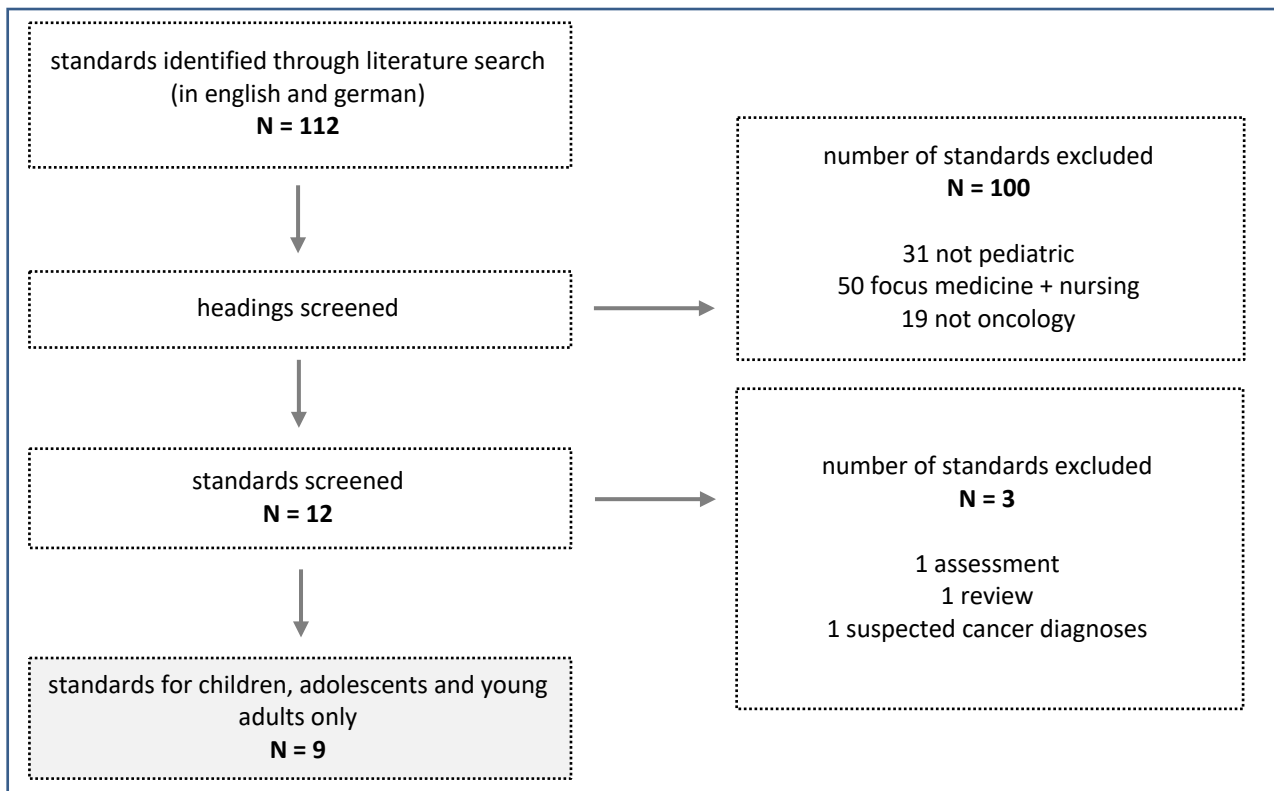 standards identified through literature search
(in english and german)
N = 112
number of standards excluded
N = 100
31 not pediatric
50 focus medicine + nursing
19 not oncology
headings screened
standards screened
N = 12
number of standards excluded
N = 3
1 assessment
1 review
1 suspected cancer diagnoses
standards for children, adolescents and young
adults only
N = 9